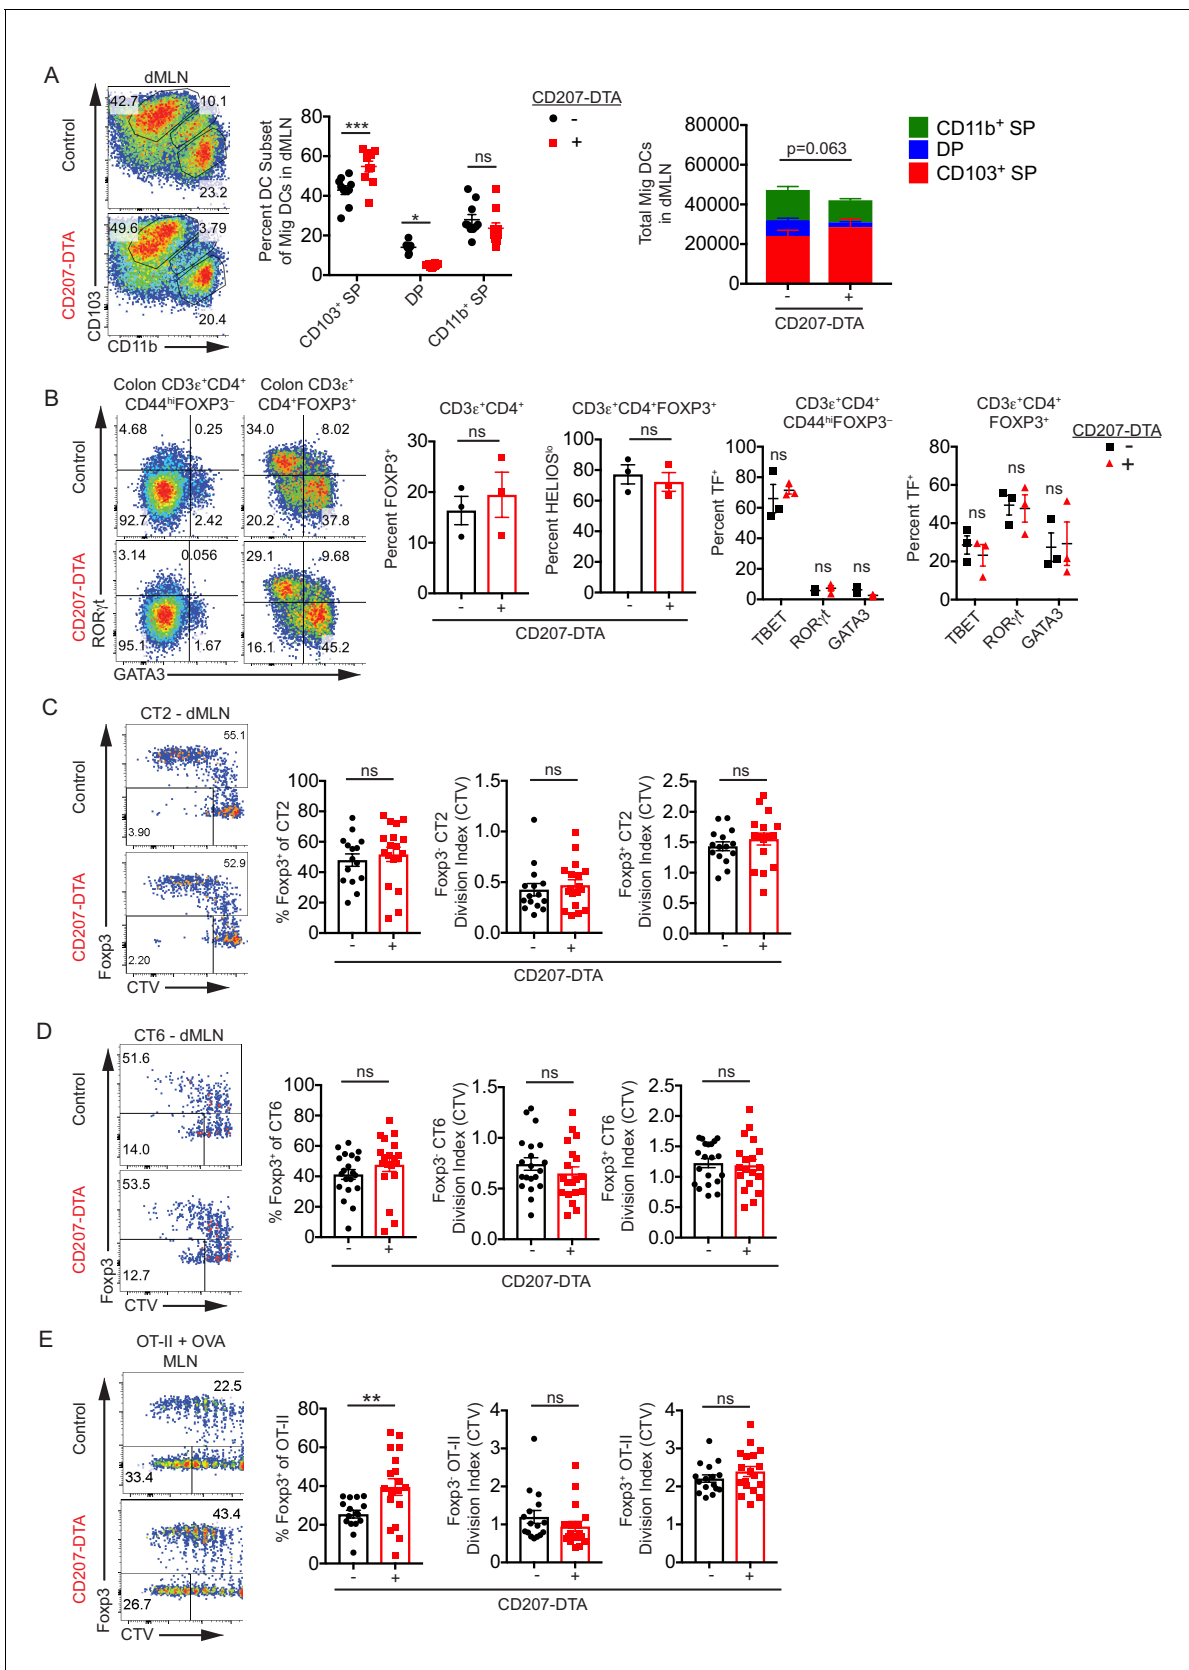 A
dMLN
Control
CD207-DTA
42.7
10.1
23.2
49.6
3.79
20.4
CD103
CD11b
Percent DC Subset
of Mig DCs in dMLN
80
60
40
20
0
***
*
ns
CD103⁺ SP
DP
CD11b⁺ SP
CD207-DTA
-
+
Total Mig DCs
in dMLN
80000
60000
40000
20000
0
p=0.063
-
+
CD207-DTA
CD11b⁺ SP
DP
CD103⁺ SP
B
Colon CD3ε⁺CD4⁺
CD44ʰⁱFOXP3⁻
Colon CD3ε⁺
CD4⁺FOXP3⁺
Control
CD207-DTA
4.68
0.25
92.7
2.42
34.0
8.02
20.2
37.8
3.14
0.056
95.1
1.67
29.1
9.68
16.1
45.2
RORγt
GATA3
CD3ε⁺CD4⁺
Percent FOXP3⁺
30
20
10
0
ns
-
+
CD3ε⁺CD4⁺FOXP3⁺
Percent HELIOSˡᵒ
100
80
60
40
20
0
ns
-
+
CD207-DTA
CD3ε⁺CD4⁺
CD44ʰⁱFOXP3⁻
Percent TF⁺
100
80
60
40
20
0
ns
ns
ns
TBET
RORγt
GATA3
CD3ε⁺CD4⁺
FOXP3⁺
Percent TF⁺
80
60
40
20
0
ns
ns
ns
TBET
RORγt
GATA3
CD207-DTA
-
+
C
CT2 - dMLN
Control
CD207-DTA
55.1
3.90
52.9
2.20
Foxp3
CTV
% Foxp3⁺ of CT2
100
80
60
40
20
0
ns
-
+
Foxp3⁻ CT2
Division Index (CTV)
1.5
1.0
0.5
0.0
ns
-
+
Foxp3⁺ CT2
Division Index (CTV)
2.5
2.0
1.5
1.0
0.5
0.0
ns
-
+
CD207-DTA
D
CT6 - dMLN
Control
CD207-DTA
51.6
14.0
53.5
12.7
Foxp3
CTV
% Foxp3⁺ of CT6
100
80
60
40
20
0
ns
-
+
Foxp3⁻ CT6
Division Index (CTV)
1.5
1.0
0.5
0.0
ns
-
+
Foxp3⁺ CT6
Division Index (CTV)
2.5
2.0
1.5
1.0
0.5
0.0
ns
-
+
CD207-DTA
E
OT-II + OVA
MLN
Control
CD207-DTA
22.5
33.4
43.4
26.7
Foxp3
CTV
% Foxp3⁺ of OT-II
80
60
40
20
0
**
-
+
Foxp3⁻ OT-II
Division Index (CTV)
4
3
2
1
0
ns
-
+
Foxp3⁺ OT-II
Division Index (CTV)
4
3
2
1
0
ns
-
+
CD207-DTA